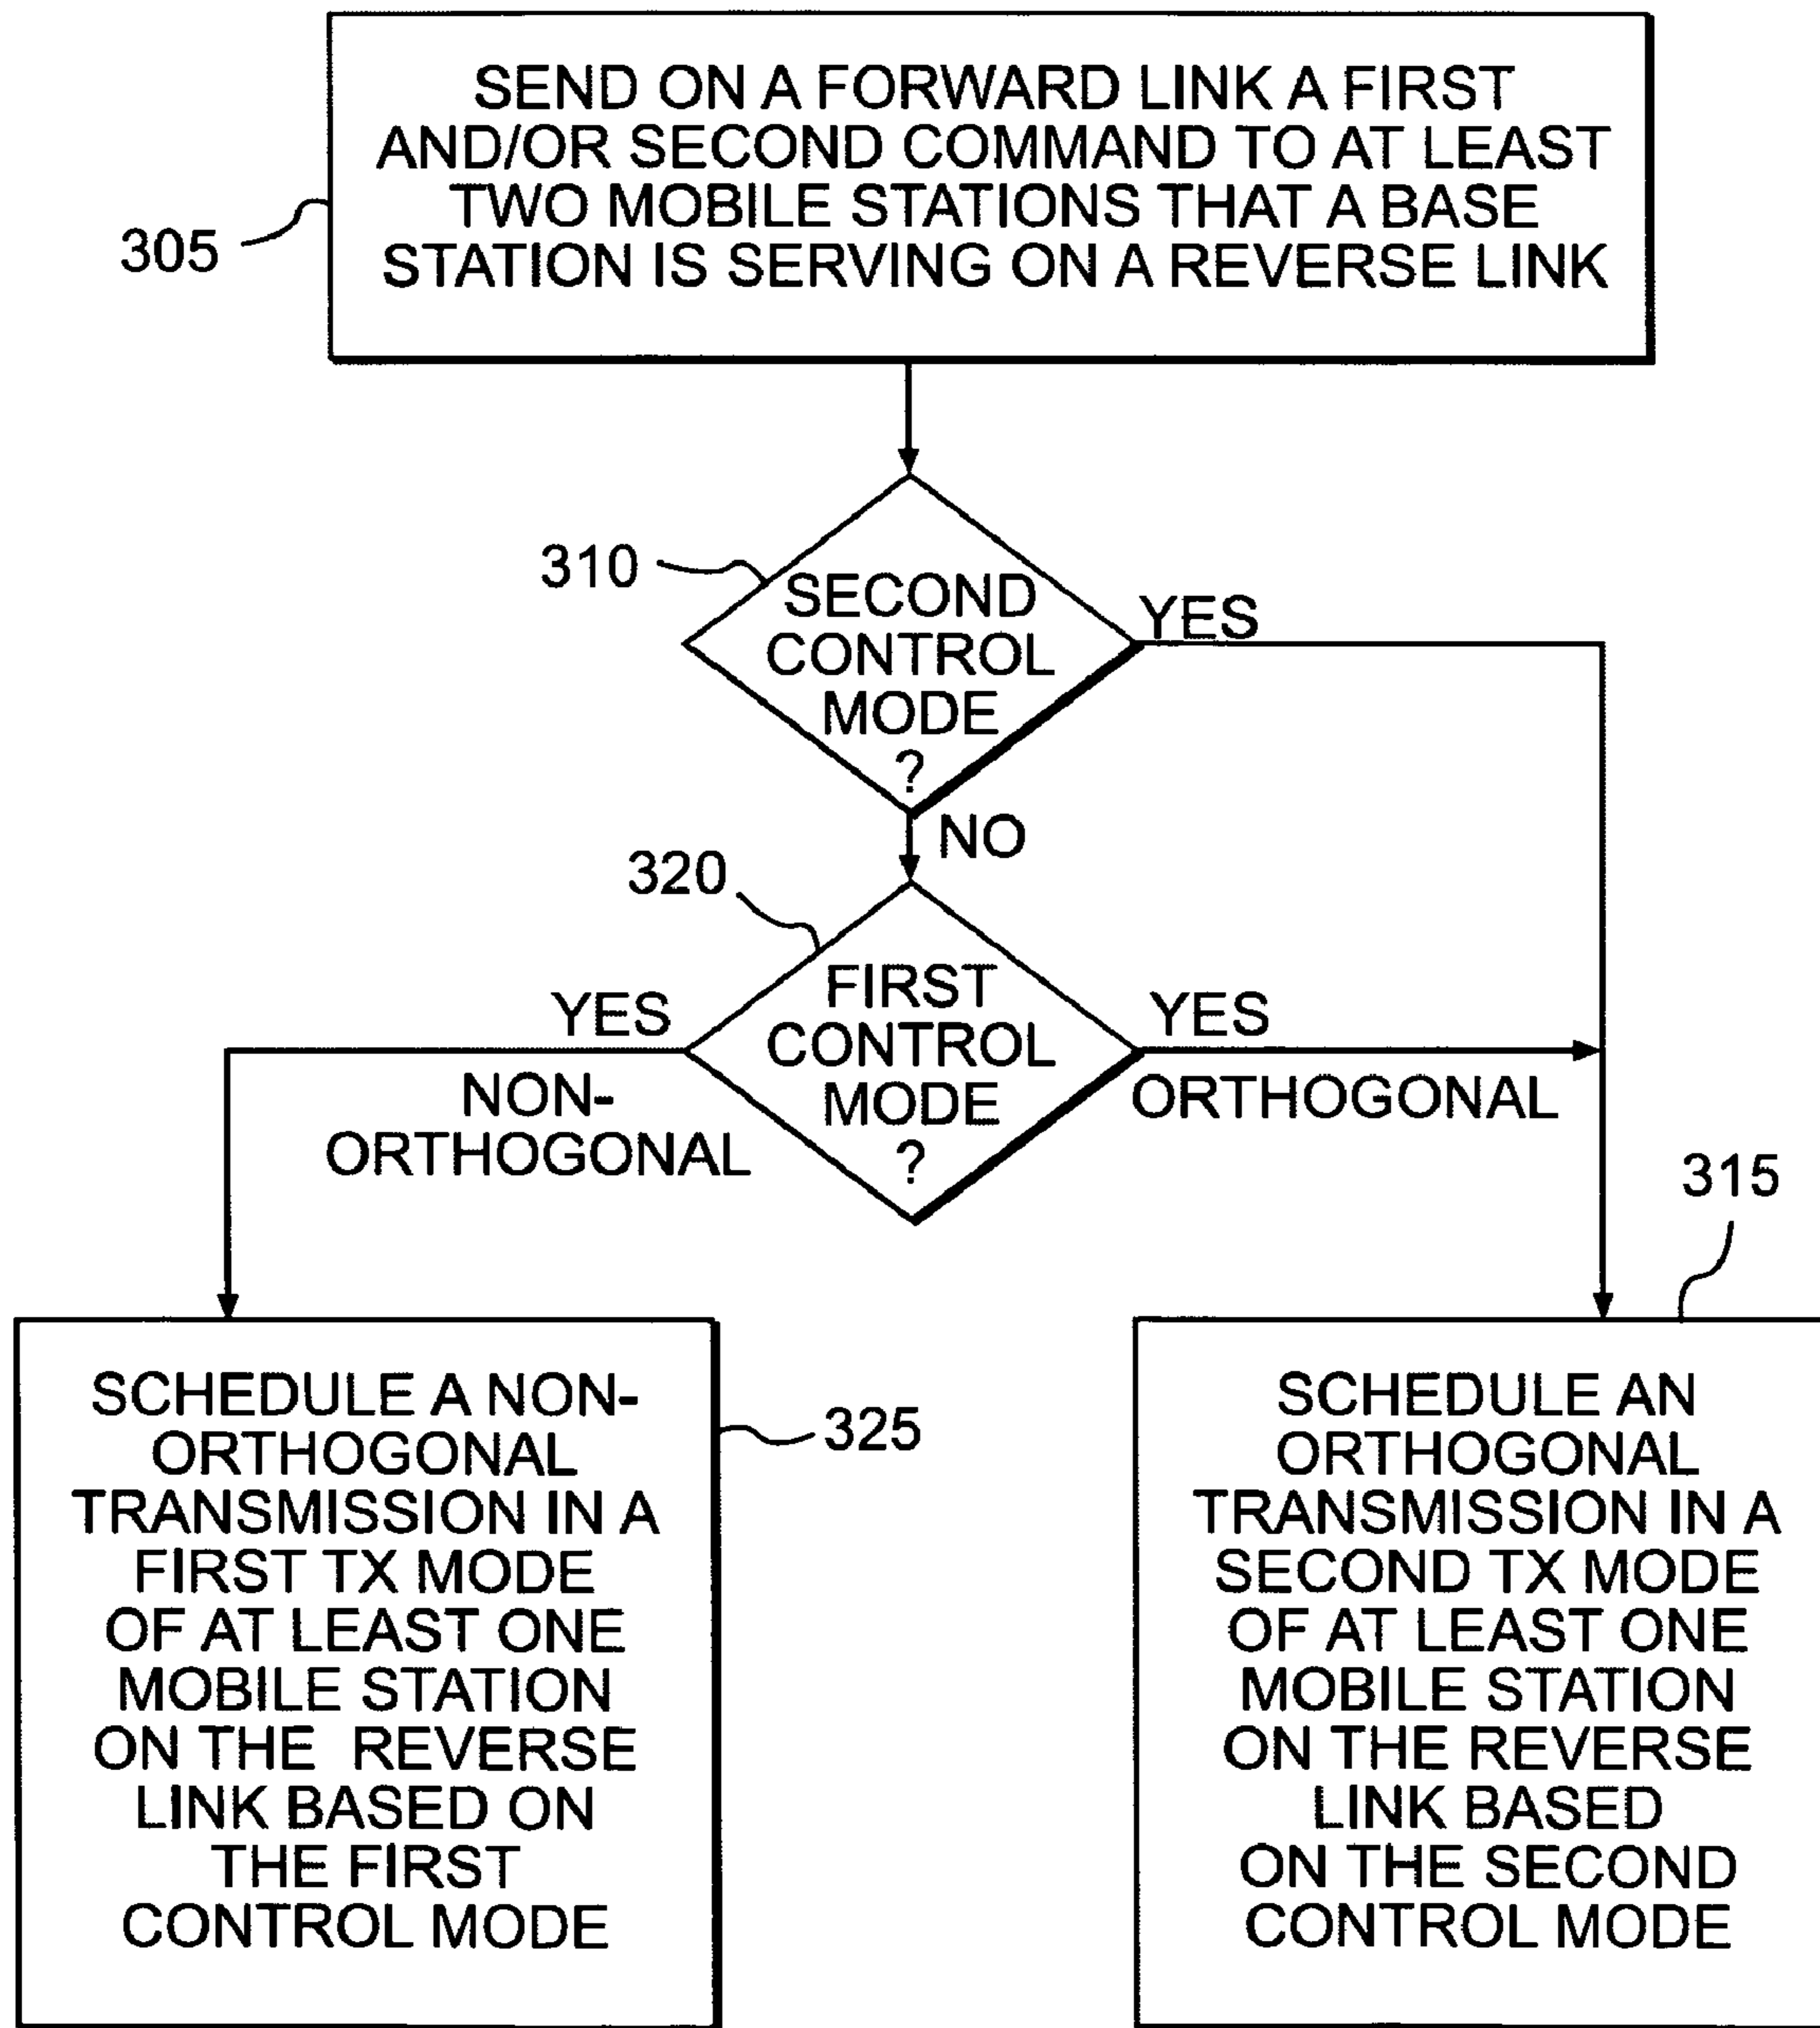 SEND ON A FORWARD LINK A FIRST
AND/OR SECOND COMMAND TO AT LEAST
TWO MOBILE STATIONS THAT A BASE
STATION IS SERVING ON A REVERSE LINK
305
310
SECOND
CONTROL
MODE
?
YES
NO
320
FIRST
CONTROL
MODE
?
YES
NON-
ORTHOGONAL
YES
ORTHOGONAL
315
SCHEDULE A NON-
ORTHOGONAL
TRANSMISSION IN A
FIRST TX MODE
OF AT LEAST ONE
MOBILE STATION
ON THE REVERSE
LINK BASED ON
THE FIRST
CONTROL MODE
325
SCHEDULE AN
ORTHOGONAL
TRANSMISSION IN A
SECOND TX MODE
OF AT LEAST ONE
MOBILE STATION
ON THE REVERSE
LINK BASED
ON THE SECOND
CONTROL MODE